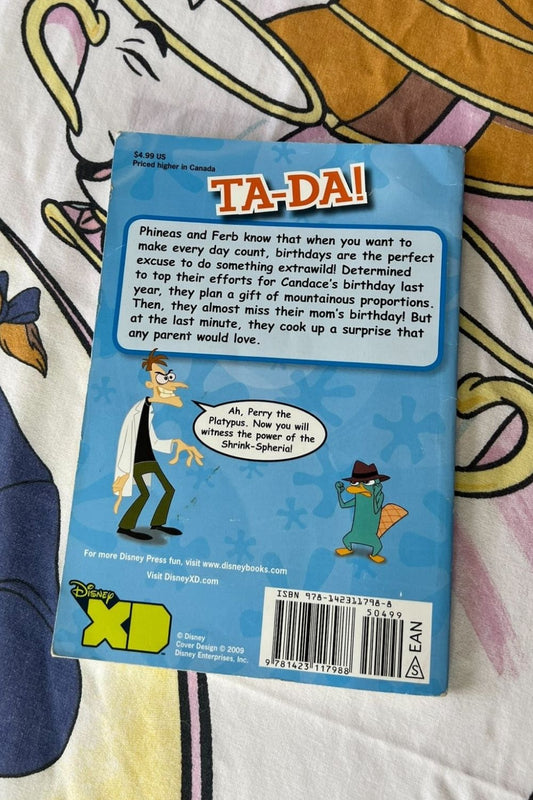 $4.99 US
Priced higher in Canada
TA-DA!
Phineas and Ferb know that when you want to
make every day count, birthdays are the perfect
excuse to do something extrawild! Determined
to top their efforts for Candace's birthday last
year, they plan a gift of mountainous proportions.
Then, they almost miss their mom's birthday! But
at the last minute, they cook up a surprise that
any parent would love.
Ah, Perry the
Platypus. Now you will
witness the power of the
Shrink-Spheria!
For more Disney Press fun, visit www.disneybooks.com
Visit DisneyXD.com
Disney
XD
© Disney
Cover Design © 2009
Disney Enterprises, Inc.
ISBN 978-142311798-8
50499
9 781423 117988
S EAN